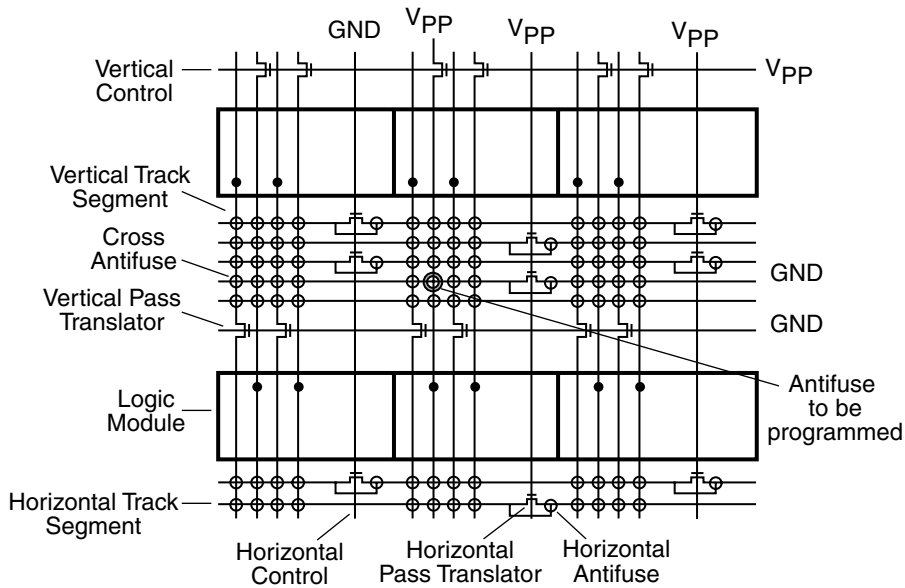 GND
VPP
VPP
VPP
Vertical
Control
VPP
Vertical Track
Segment
Cross
Antifuse
GND
Vertical Pass
Translator
GND
Logic
Module
Antifuse
to be
programmed
Horizontal Track
Segment
Horizontal
Control
Horizontal
Pass Translator
Horizontal
Antifuse